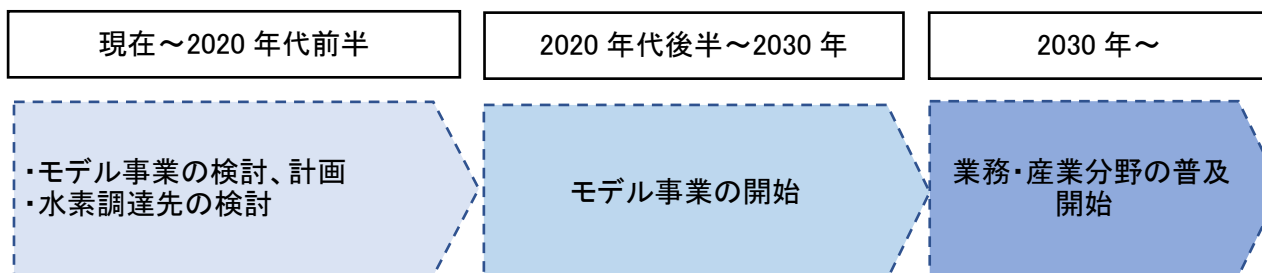 現在～2020 年代前半
2020 年代後半～2030 年
2030 年～
・モデル事業の検討、計画
・水素調達先の検討
モデル事業の開始
業務・産業分野の普及
開始